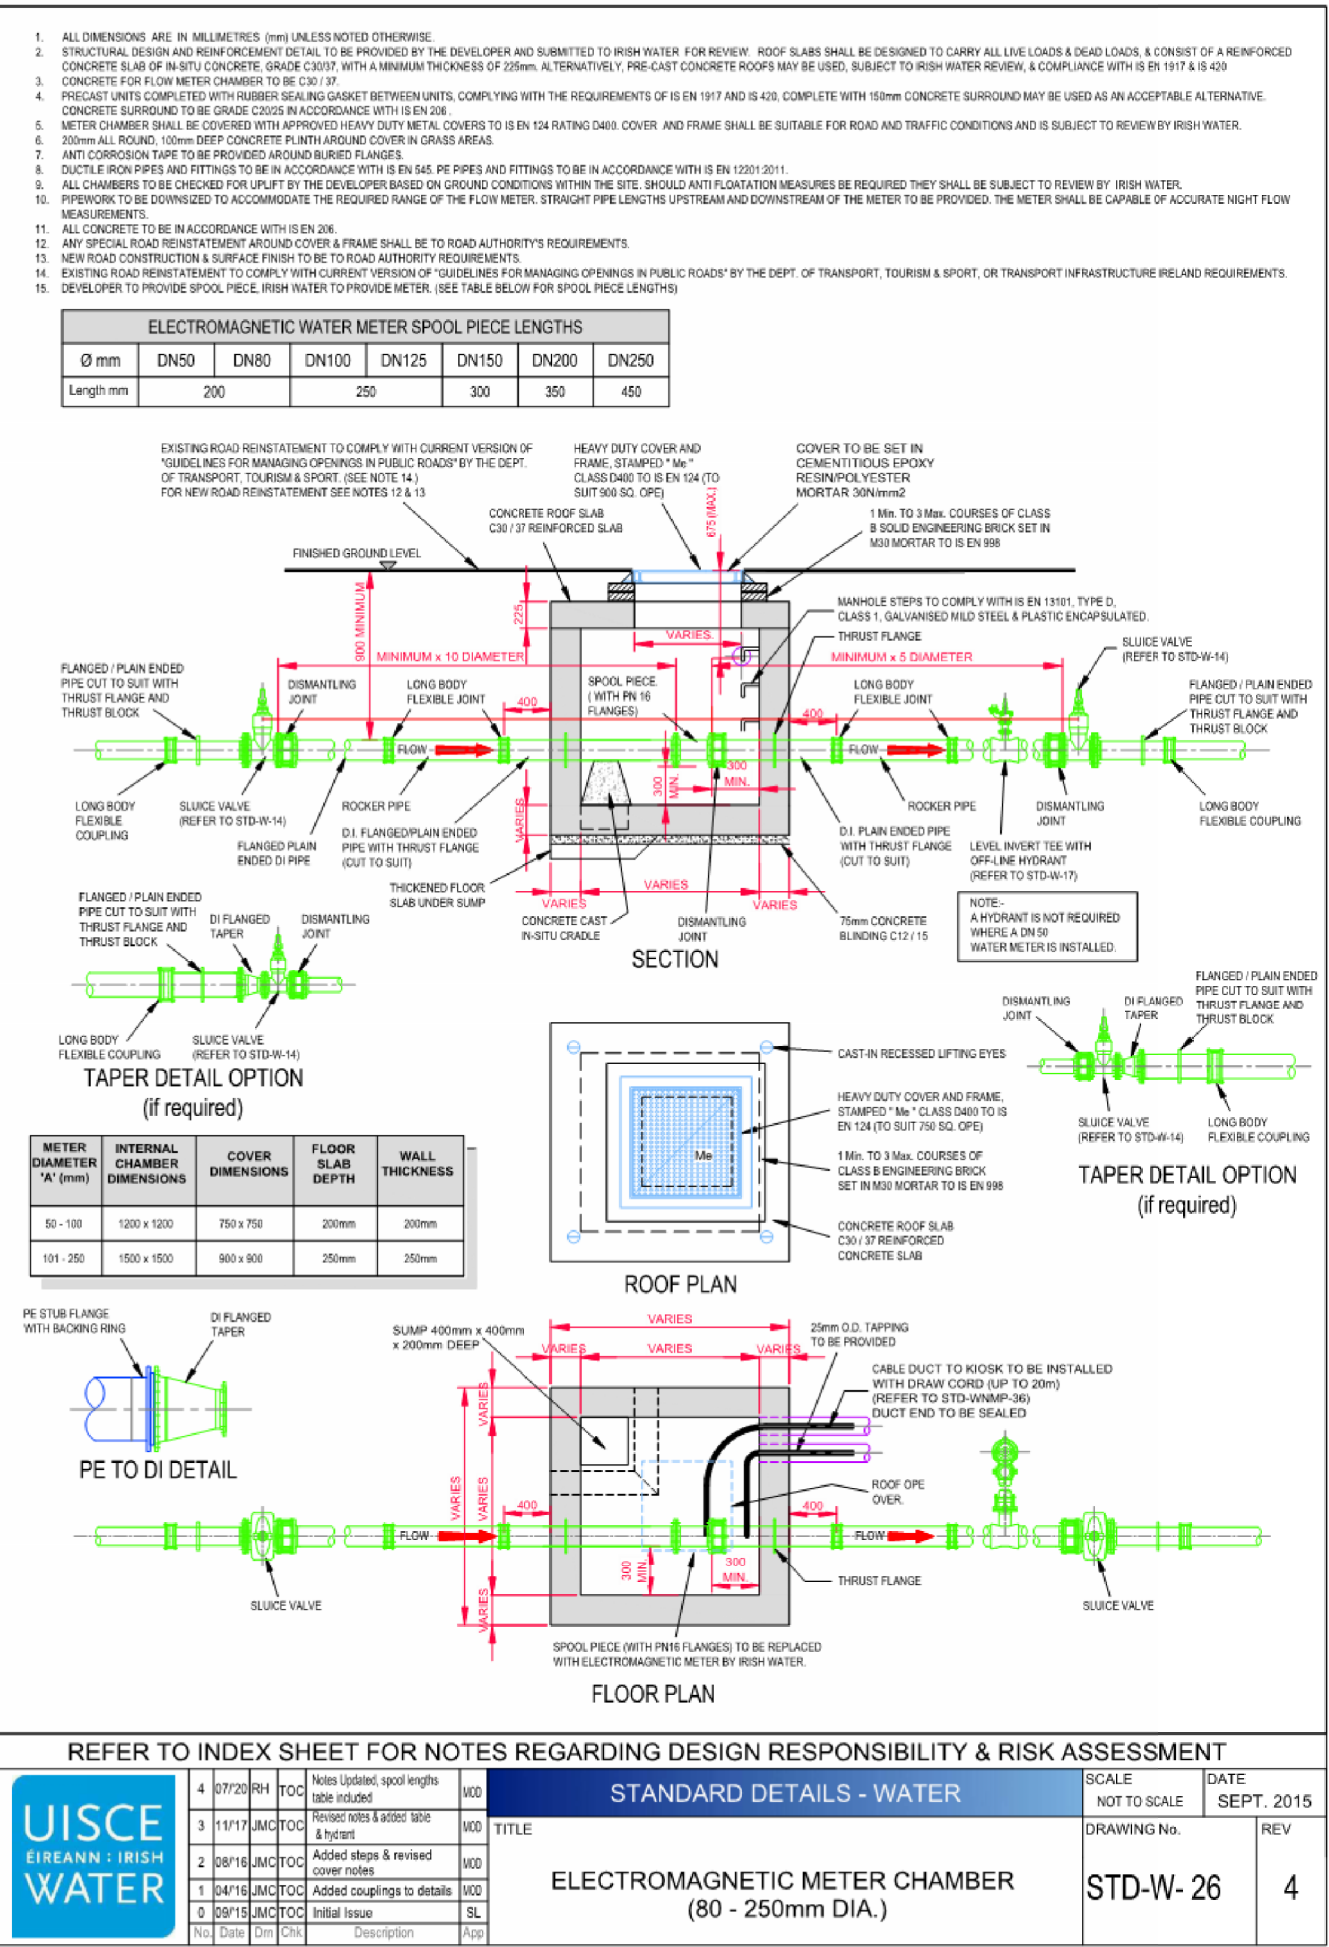 1. ALL DIMENSIONS ARE IN MILLIMETRES (mm) UNLESS NOTED OTHERWISE.
2. STRUCTURAL DESIGN AND REINFORCEMENT DETAIL TO BE PROVIDED BY THE DEVELOPER AND SUBMITTED TO IRISH WATER FOR REVIEW. ROOF SLABS SHALL BE DESIGNED TO CARRY ALL LIVE LOADS & DEAD LOADS, & CONSIST OF A REINFORCED
CONCRETE SLAB OF IN-SITU CONCRETE, GRADE C30/37, WITH A MINIMUM THICKNESS OF 225mm. ALTERNATIVELY, PRE-CAST CONCRETE ROOFS MAY BE USED, SUBJECT TO IRISH WATER REVIEW, & COMPLIANCE WITH IS EN 1917 & IS 420
3. CONCRETE FOR FLOW METER CHAMBER TO BE C30 / 37.
4. PRECAST UNITS COMPLETED WITH RUBBER SEALING GASKET BETWEEN UNITS, COMPLYING WITH THE REQUIREMENTS OF IS EN 1917 AND IS 420, COMPLETE WITH 150mm CONCRETE SURROUND MAY BE USED AS AN ACCEPTABLE ALTERNATIVE.
CONCRETE SURROUND TO BE GRADE C20/25 IN ACCORDANCE WITH IS EN 206 .
5. METER CHAMBER SHALL BE COVERED WITH APPROVED HEAVY DUTY METAL COVERS TO IS EN 124 RATING D400. COVER AND FRAME SHALL BE SUITABLE FOR ROAD AND TRAFFIC CONDITIONS AND IS SUBJECT TO REVIEW BY IRISH WATER.
6. 200mm ALL ROUND, 100mm DEEP CONCRETE PLINTH AROUND COVER IN GRASS AREAS.
7. ANTI CORROSION TAPE TO BE PROVIDED AROUND BURIED FLANGES.
8. DUCTILE IRON PIPES AND FITTINGS TO BE IN ACCORDANCE WITH IS EN 545. PE PIPES AND FITTINGS TO BE IN ACCORDANCE WITH IS EN 12201:2011.
9. ALL CHAMBERS TO BE CHECKED FOR UPLIFT BY THE DEVELOPER BASED ON GROUND CONDITIONS WITHIN THE SITE. SHOULD ANTI FLOATATION MEASURES BE REQUIRED THEY SHALL BE SUBJECT TO REVIEW BY IRISH WATER.
10. PIPEWORK TO BE DOWNSIZED TO ACCOMMODATE THE REQUIRED RANGE OF THE FLOW METER. STRAIGHT PIPE LENGTHS UPSTREAM AND DOWNSTREAM OF THE METER TO BE PROVIDED. THE METER SHALL BE CAPABLE OF ACCURATE NIGHT FLOW
MEASUREMENTS.
11. ALL CONCRETE TO BE IN ACCORDANCE WITH IS EN 206.
12. ANY SPECIAL ROAD REINSTATEMENT AROUND COVER & FRAME SHALL BE TO ROAD AUTHORITY'S REQUIREMENTS.
13. NEW ROAD CONSTRUCTION & SURFACE FINISH TO BE TO ROAD AUTHORITY REQUIREMENTS.
14. EXISTING ROAD REINSTATEMENT TO COMPLY WITH CURRENT VERSION OF "GUIDELINES FOR MANAGING OPENINGS IN PUBLIC ROADS" BY THE DEPT. OF TRANSPORT, TOURISM & SPORT, OR TRANSPORT INFRASTRUCTURE IRELAND REQUIREMENTS.
15. DEVELOPER TO PROVIDE SPOOL PIECE, IRISH WATER TO PROVIDE METER. (SEE TABLE BELOW FOR SPOOL PIECE LENGTHS)
ELECTROMAGNETIC WATER METER SPOOL PIECE LENGTHS
Ø mm DN50 DN80 DN100 DN125 DN150 DN200 DN250
Length mm 200 250 300 350 450
EXISTING ROAD REINSTATEMENT TO COMPLY WITH CURRENT VERSION OF
"GUIDELINES FOR MANAGING OPENINGS IN PUBLIC ROADS" BY THE DEPT.
OF TRANSPORT, TOURISM & SPORT. (SEE NOTE 14.)
FOR NEW ROAD REINSTATEMENT SEE NOTES 12 & 13
HEAVY DUTY COVER AND
FRAME, STAMPED " Me "
CLASS D400 TO IS EN 124 (TO
SUIT 900 SQ. OPE)
COVER TO BE SET IN
CEMENTITIOUS EPOXY
RESIN/POLYESTER
MORTAR 30N/mm2
CONCRETE ROOF SLAB
C30 / 37 REINFORCED SLAB
675 (MAX.)
1 Min. TO 3 Max. COURSES OF CLASS
B SOLID ENGINEERING BRICK SET IN
M30 MORTAR TO IS EN 998
FINISHED GROUND LEVEL
900 MINIMUM
225
VARIES.
MANHOLE STEPS TO COMPLY WITH IS EN 13101, TYPE D,
CLASS 1, GALVANISED MILD STEEL & PLASTIC ENCAPSULATED.
THRUST FLANGE
MINIMUM x 10 DIAMETER
MINIMUM x 5 DIAMETER
SLUICE VALVE
(REFER TO STD-W-14)
FLANGED / PLAIN ENDED
PIPE CUT TO SUIT WITH
THRUST FLANGE AND
THRUST BLOCK
DISMANTLING
JOINT
LONG BODY
FLEXIBLE JOINT
400
SPOOL PIECE.
( WITH PN 16
FLANGES)
LONG BODY
FLEXIBLE JOINT
400
FLANGED / PLAIN ENDED
PIPE CUT TO SUIT WITH
THRUST FLANGE AND
THRUST BLOCK
FLOW
FLOW
300
MIN.
300
MIN.
LONG BODY
FLEXIBLE
COUPLING
SLUICE VALVE
(REFER TO STD-W-14)
ROCKER PIPE
VARIES
ROCKER PIPE
DISMANTLING
JOINT
LONG BODY
FLEXIBLE COUPLING
FLANGED PLAIN
ENDED DI PIPE
D.I. FLANGED/PLAIN ENDED
PIPE WITH THRUST FLANGE
(CUT TO SUIT)
D.I. PLAIN ENDED PIPE
WITH THRUST FLANGE
(CUT TO SUIT)
LEVEL INVERT TEE WITH
OFF-LINE HYDRANT
(REFER TO STD-W-17)
THICKENED FLOOR
SLAB UNDER SUMP
VARIES
VARIES
VARIES
CONCRETE CAST
IN-SITU CRADLE
DISMANTLING
JOINT
75mm CONCRETE
BLINDING C12 / 15
NOTE:-
A HYDRANT IS NOT REQUIRED
WHERE A DN 50
WATER METER IS INSTALLED.
SECTION
FLANGED / PLAIN ENDED
PIPE CUT TO SUIT WITH
THRUST FLANGE AND
THRUST BLOCK
DI FLANGED
TAPER
DISMANTLING
JOINT
LONG BODY
FLEXIBLE COUPLING
SLUICE VALVE
(REFER TO STD-W-14)
TAPER DETAIL OPTION
(if required)
FLANGED / PLAIN ENDED
PIPE CUT TO SUIT WITH
THRUST FLANGE AND
THRUST BLOCK
DISMANTLING
JOINT
DI FLANGED
TAPER
SLUICE VALVE
(REFER TO STD-W-14)
LONG BODY
FLEXIBLE COUPLING
TAPER DETAIL OPTION
(if required)
CAST-IN RECESSED LIFTING EYES
HEAVY DUTY COVER AND FRAME,
STAMPED " Me " CLASS D400 TO IS
EN 124 (TO SUIT 750 SQ. OPE)
Me
1 Min. TO 3 Max. COURSES OF
CLASS B ENGINEERING BRICK
SET IN M30 MORTAR TO IS EN 998
CONCRETE ROOF SLAB
C30 / 37 REINFORCED
CONCRETE SLAB
ROOF PLAN
METER DIAMETER 'A' (mm) INTERNAL CHAMBER DIMENSIONS COVER DIMENSIONS FLOOR SLAB DEPTH WALL THICKNESS
50 - 100 1200 x 1200 750 x 750 200mm 200mm
101 - 250 1500 x 1500 900 x 900 250mm 250mm
PE STUB FLANGE
WITH BACKING RING
DI FLANGED
TAPER
PE TO DI DETAIL
SUMP 400mm x 400mm
x 200mm DEEP
VARIES
VARIES
VARIES
VARIES
25mm O.D. TAPPING
TO BE PROVIDED
CABLE DUCT TO KIOSK TO BE INSTALLED
WITH DRAW CORD (UP TO 20m)
(REFER TO STD-WNMP-36)
DUCT END TO BE SEALED
VARIES
VARIES
VARIES
VARIES
ROOF OPE
OVER.
400
400
FLOW
FLOW
300
MIN.
300
MIN.
THRUST FLANGE
SLUICE VALVE
SLUICE VALVE
SPOOL PIECE (WITH PN16 FLANGES) TO BE REPLACED
WITH ELECTROMAGNETIC METER BY IRISH WATER.
FLOOR PLAN
REFER TO INDEX SHEET FOR NOTES REGARDING DESIGN RESPONSIBILITY & RISK ASSESSMENT
UISCE
ÉIREANN : IRISH
WATER
4 07/'20 RH TOC Notes Updated, spool lengths table included MOD
3 11/'17 JMC TOC Revised notes & added table & hydrant MOD
2 08/'16 JMC TOC Added steps & revised cover notes MOD
1 04/'16 JMC TOC Added couplings to details MOD
0 09/'15 JMC TOC Initial Issue SL
No. Date Drn Chk Description App
STANDARD DETAILS - WATER
TITLE
ELECTROMAGNETIC METER CHAMBER
(80 - 250mm DIA.)
SCALE
NOT TO SCALE
DATE
SEPT. 2015
DRAWING No.
STD-W- 26
REV
4